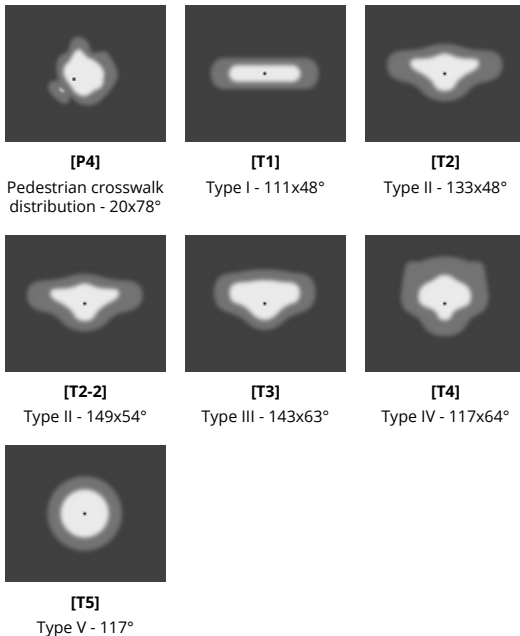 [P4]
Pedestrian crosswalk
distribution - 20x78°
[T1]
Type I - 111x48°
[T2]
Type II - 133x48°
[T2-2]
Type II - 149x54°
[T3]
Type III - 143x63°
[T4]
Type IV - 117x64°
[T5]
Type V - 117°